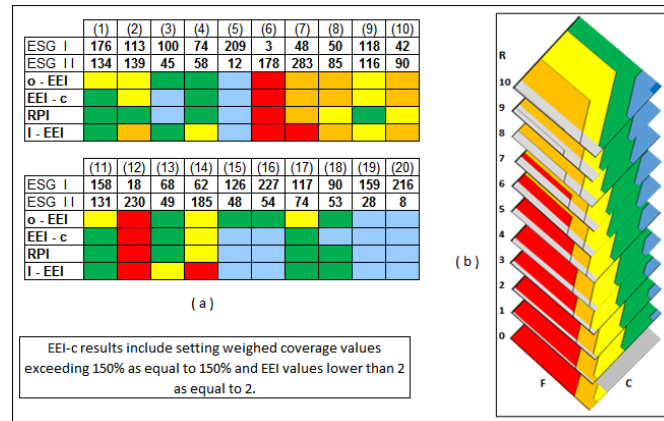 (1) (2) (3) (4) (5) (6) (7) (8) (9) (10)
ESG I 176 113 100 74 209 3 48 50 118 42
ESG II 134 139 45 58 12 178 283 85 116 90
o - EEI
EEI - c
RPI
I - EEI
(11) (12) (13) (14) (15) (16) (17) (18) (19) (20)
ESG I 158 18 68 62 126 227 117 90 159 216
ESG II 131 230 49 185 48 54 74 53 28 8
o - EEI
EEI - c
RPI
I - EEI
( a )
EEI-c results include setting weighed coverage values
exceeding 150% as equal to 150% and EEI values lower than 2
as equal to 2.
R
10
9
8
7
6
5
4
3
2
1
0
F
C
( b )